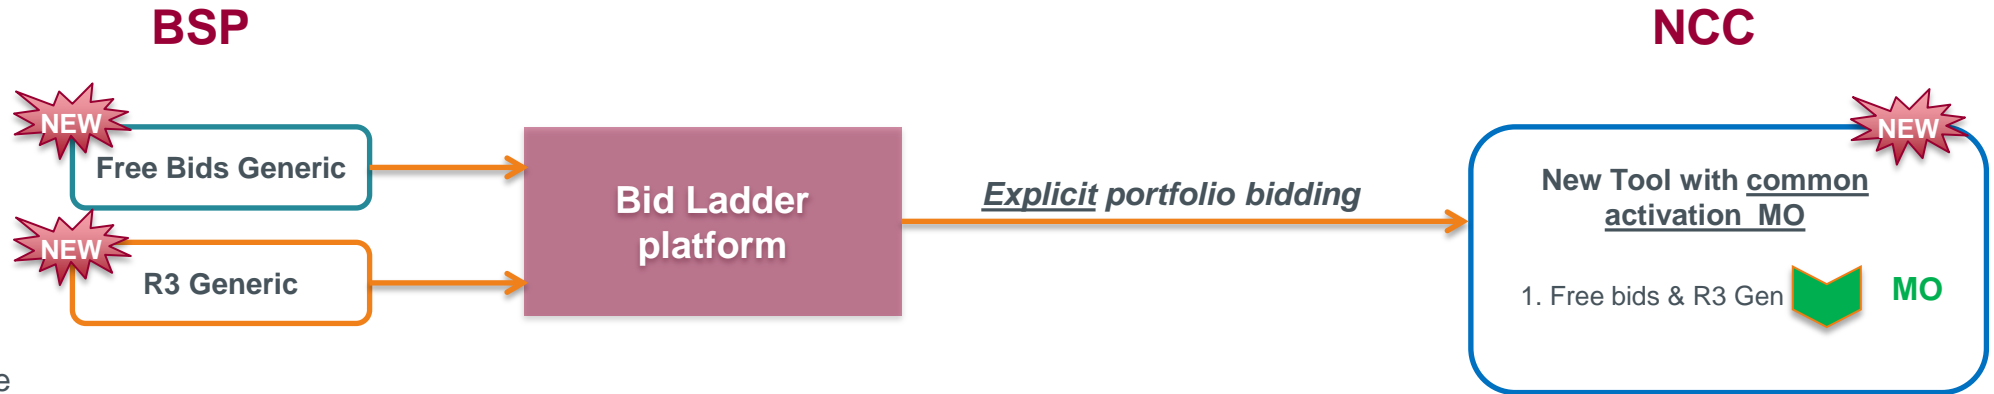 BSP
NCC
NEW
Free Bids Generic
NEW
R3 Generic
Bid Ladder
platform
Explicit portfolio bidding
NEW
New Tool with common
activation MO
1. Free bids & R3 Gen
MO
e